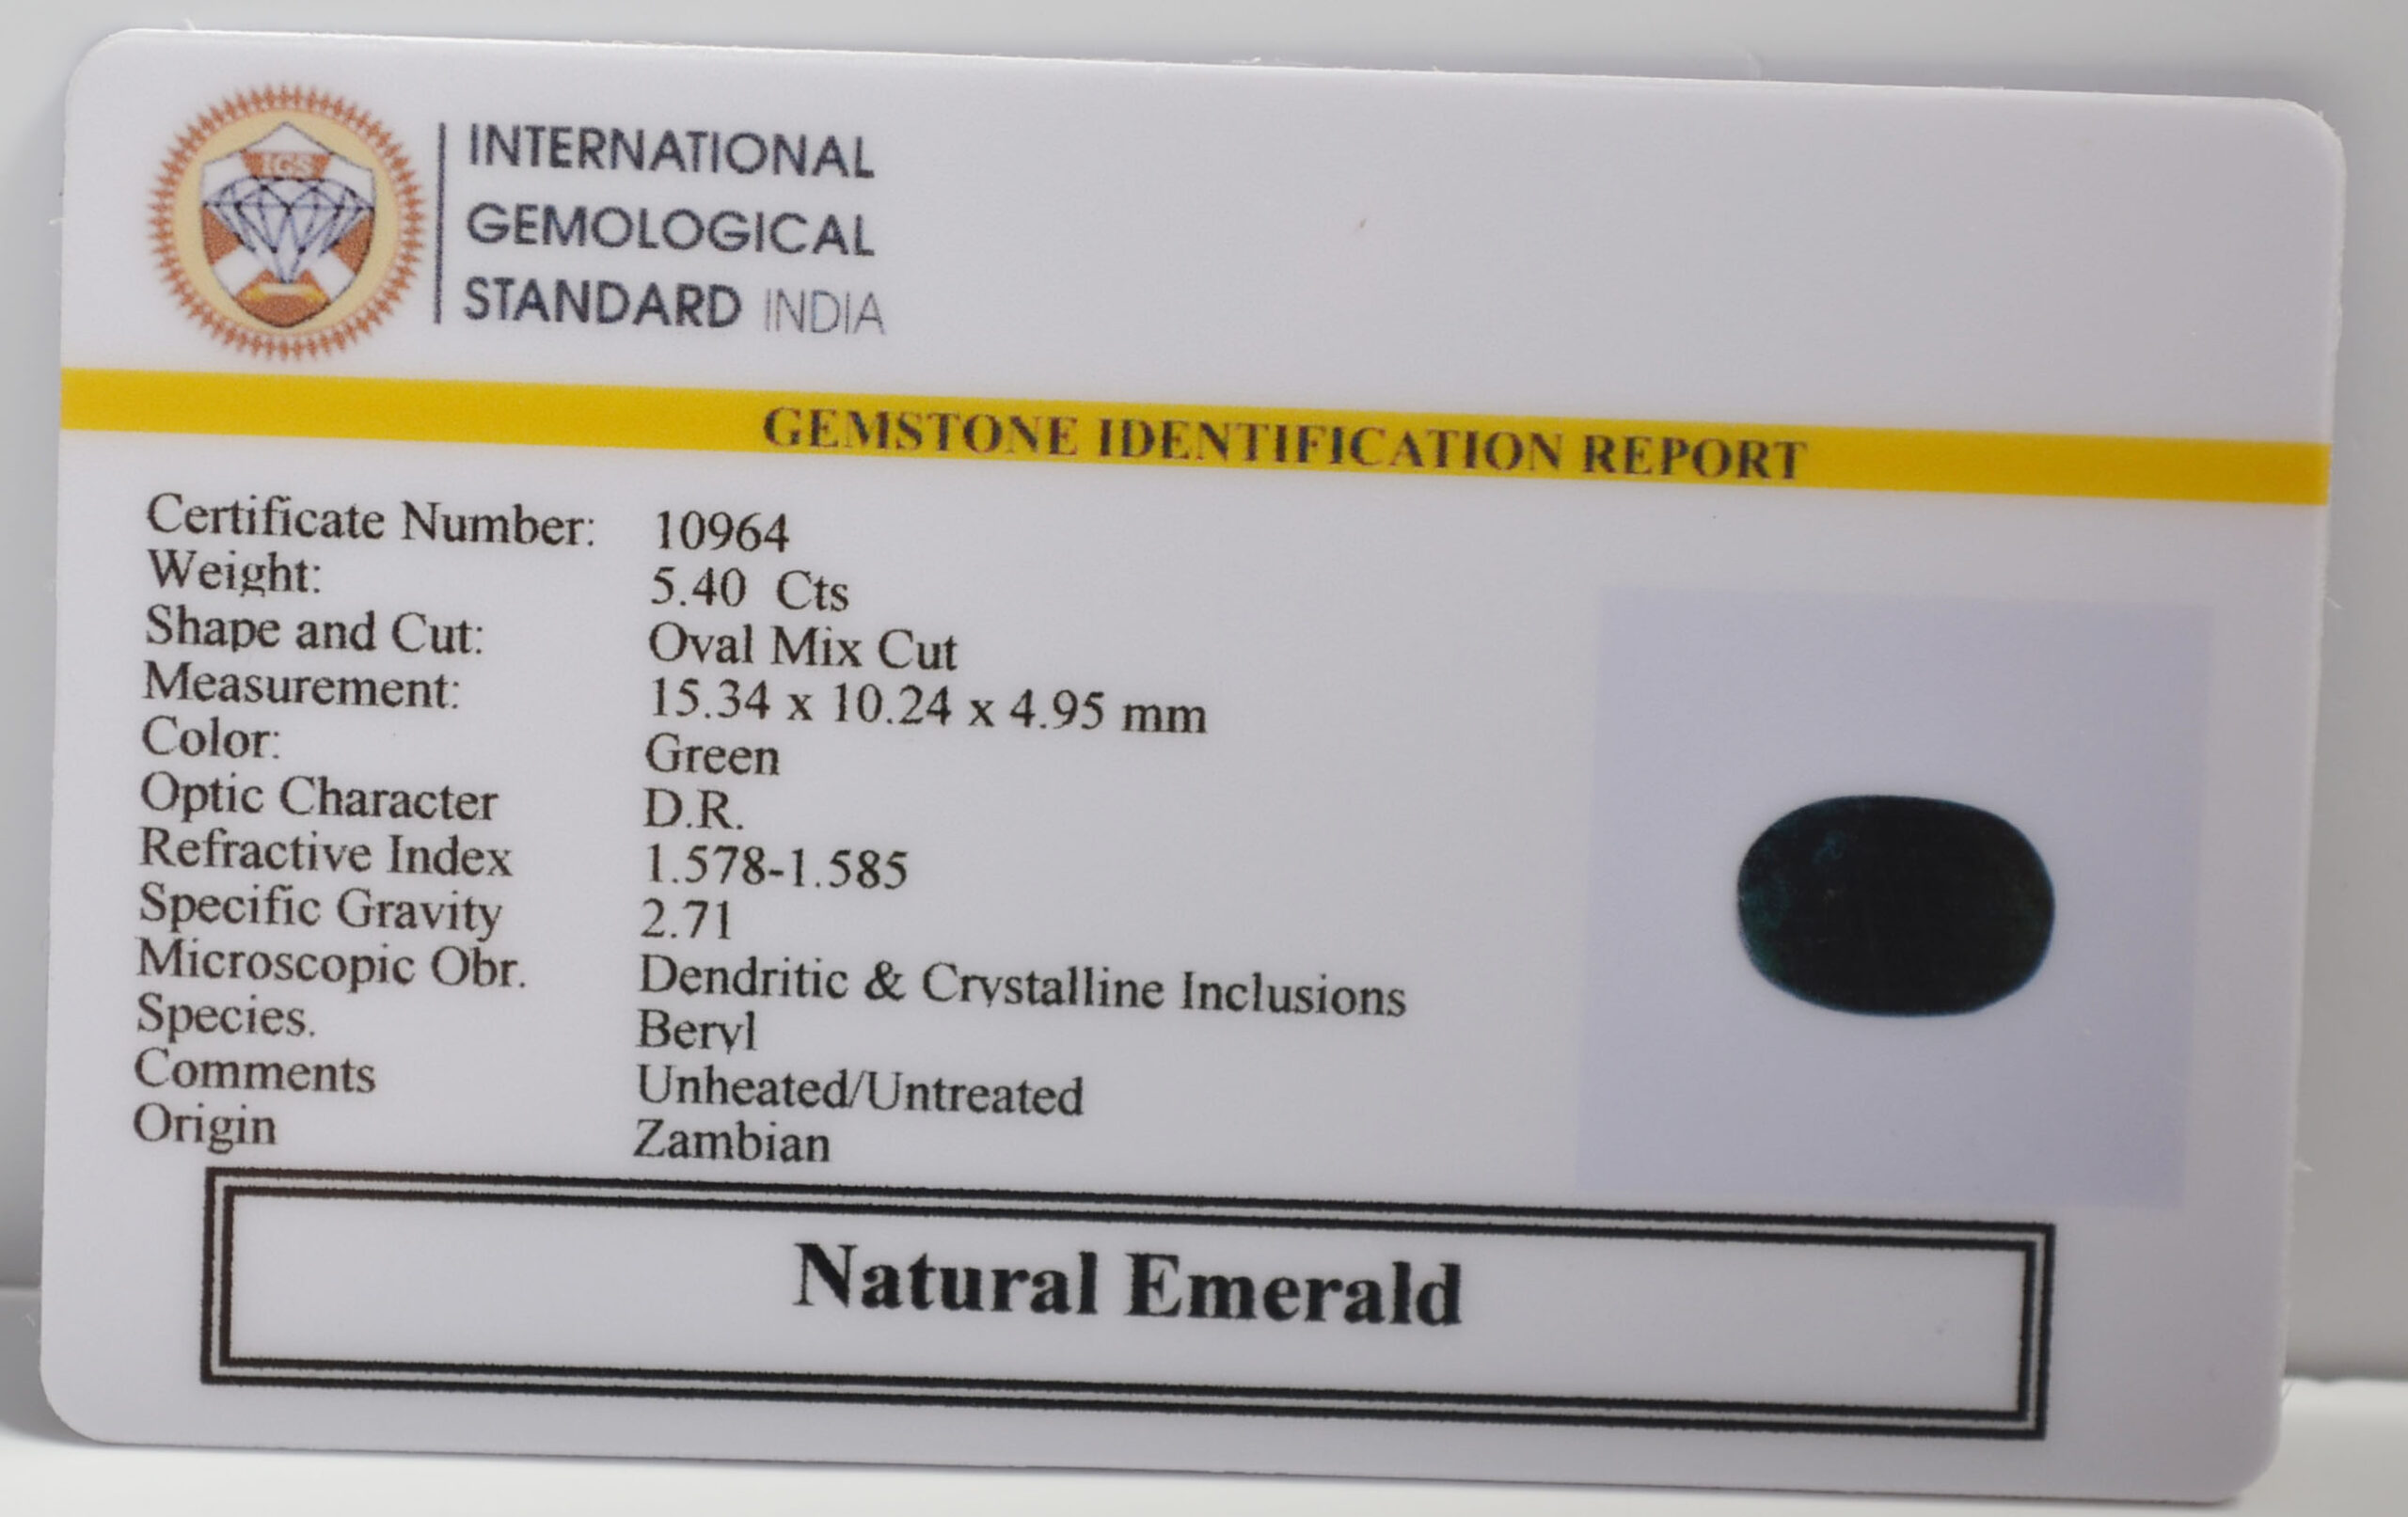 IGS
INTERNATIONAL
GEMOLOGICAL
STANDARD INDIA
GEMSTONE IDENTIFICATION REPORT
Certificate Number: 10964
Weight: 5.40 Cts
Shape and Cut: Oval Mix Cut
Measurement: 15.34 x 10.24 x 4.95 mm
Color: Green
Optic Character D.R.
Refractive Index 1.578-1.585
Specific Gravity 2.71
Microscopic Obr. Dendritic & Crystalline Inclusions
Species. Beryl
Comments Unheated/Untreated
Origin Zambian
Natural Emerald